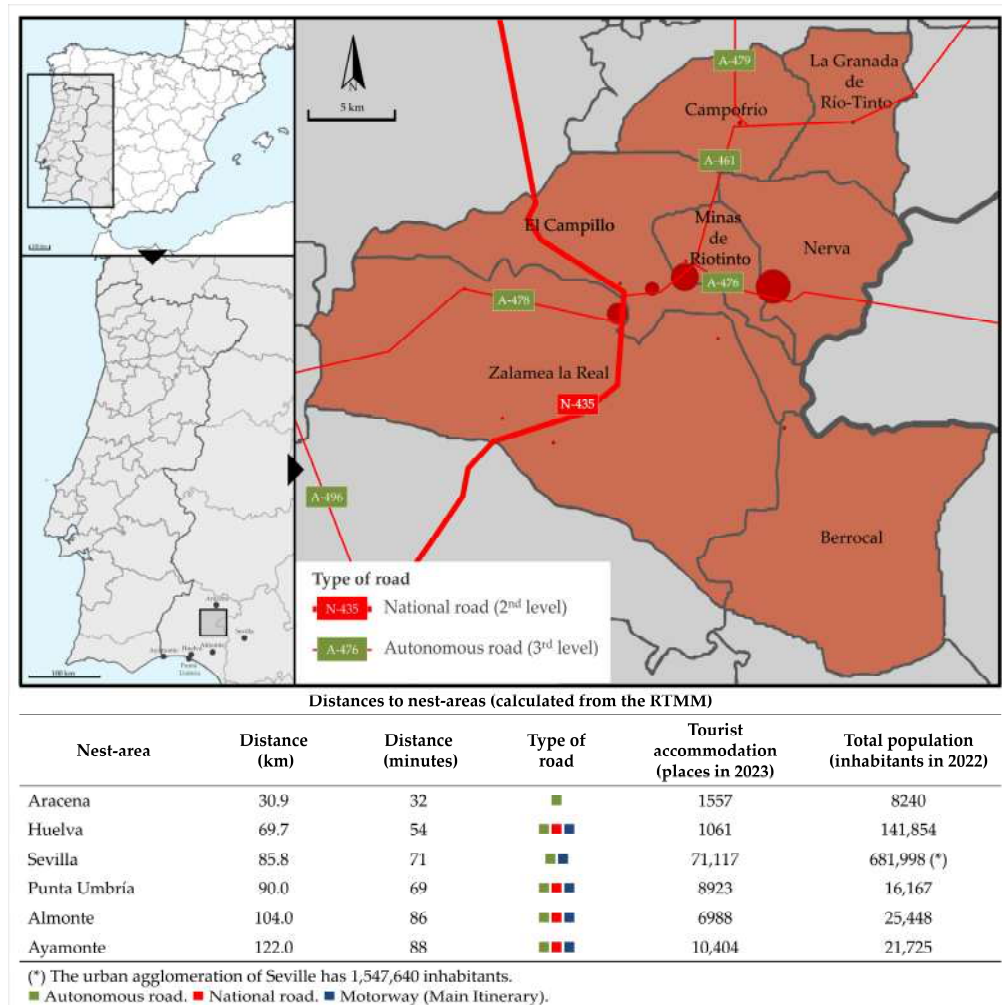 N
5 km
A-479
La Granada
de
Río-Tinto
Campofrío
A-461
El Campillo
Minas
de
Riotinto
Nerva
A-476
A-478
Zalamea la Real
N-435
A-496
Berrocal
Type of road
N-435 National road (2nd level)
A-476 Autonomous road (3rd level)
Aracena
Sevilla
Ayamonte Huelva Almonte
Punta
Umbría
100 km
Distances to nest-areas (calculated from the RTMM)
Nest-area Distance (km) Distance (minutes) Type of road Tourist accommodation (places in 2023) Total population (inhabitants in 2022)
Aracena 30.9 32 1557 8240
Huelva 69.7 54 1061 141,854
Sevilla 85.8 71 71,117 681,998 (*)
Punta Umbría 90.0 69 8923 16,167
Almonte 104.0 86 6988 25,448
Ayamonte 122.0 88 10,404 21,725
(*) The urban agglomeration of Seville has 1,547,640 inhabitants.
Autonomous road. National road. Motorway (Main Itinerary).